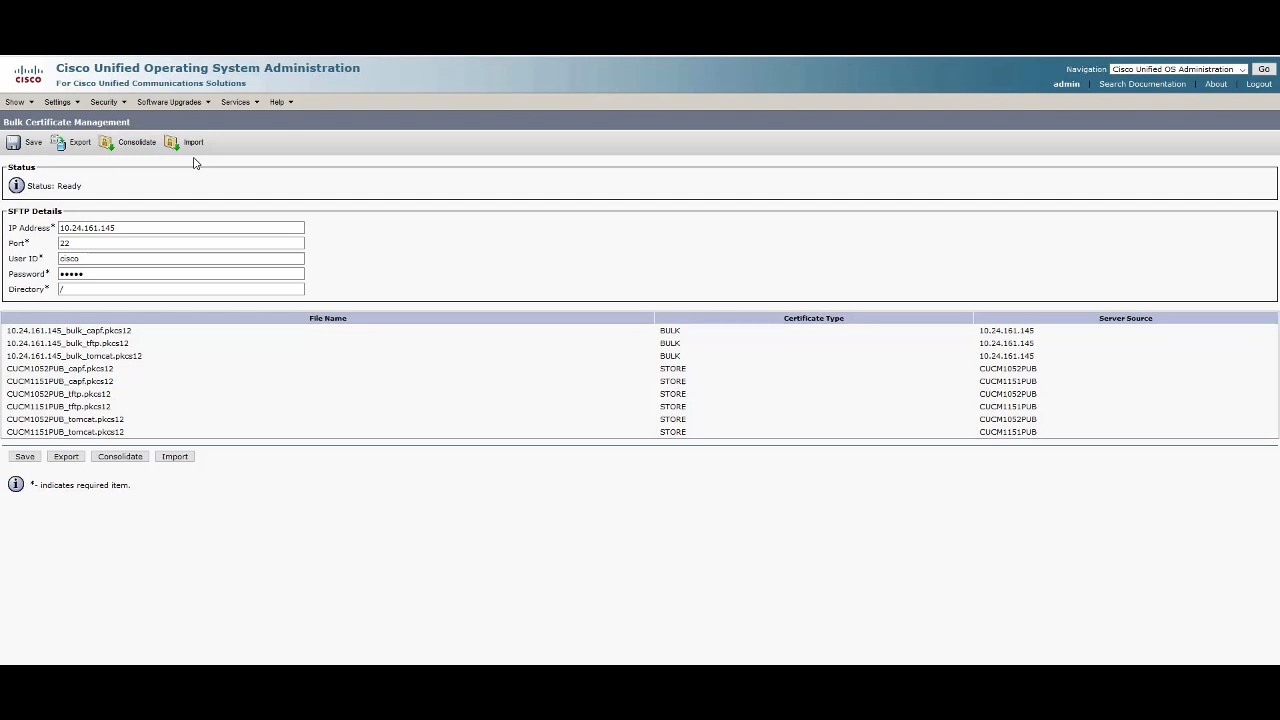 Cisco Unified Operating System Administration
Navigation Cisco Unified OS Administration Go
CISCO
For Cisco Unified Communications Solutions
admin Search Documentation About Logout
Show Settings Security Software Upgrades Services Help
Bulk Certificate Management
Save Export Consolidate Import
Status
Status: Ready
SFTP Details
IP Address* 10.24.161.145
Port* 22
User ID* cisco
Password* •••••
Directory* /
File Name Certificate Type Server Source
10.24.161.145_bulk_capf.pkcs12 BULK 10.24.161.145
10.24.161.145_bulk_tftp.pkcs12 BULK 10.24.161.145
10.24.161.145_bulk_tomcat.pkcs12 BULK 10.24.161.145
CUCM1052PUB_capf.pkcs12 STORE CUCM1052PUB
CUCM1151PUB_capf.pkcs12 STORE CUCM1151PUB
CUCM1052PUB_tftp.pkcs12 STORE CUCM1052PUB
CUCM1151PUB_tftp.pkcs12 STORE CUCM1151PUB
CUCM1052PUB_tomcat.pkcs12 STORE CUCM1052PUB
CUCM1151PUB_tomcat.pkcs12 STORE CUCM1151PUB
Save Export Consolidate Import
*- indicates required item.